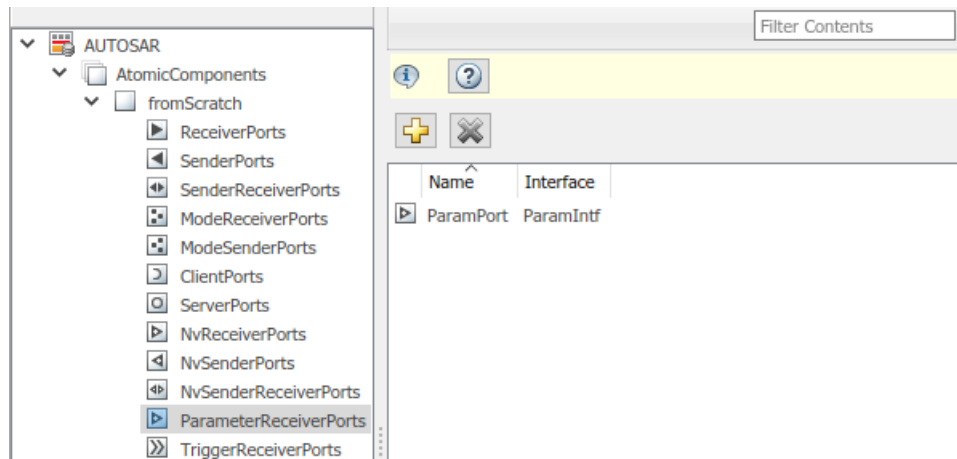 Filter Contents
AUTOSAR
AtomicComponents
fromScratch
ReceiverPorts
SenderPorts
SenderReceiverPorts
ModeReceiverPorts
ModeSenderPorts
ClientPorts
ServerPorts
NvReceiverPorts
NvSenderPorts
NvSenderReceiverPorts
ParameterReceiverPorts
TriggerReceiverPorts
Name Interface
ParamPort ParamIntf